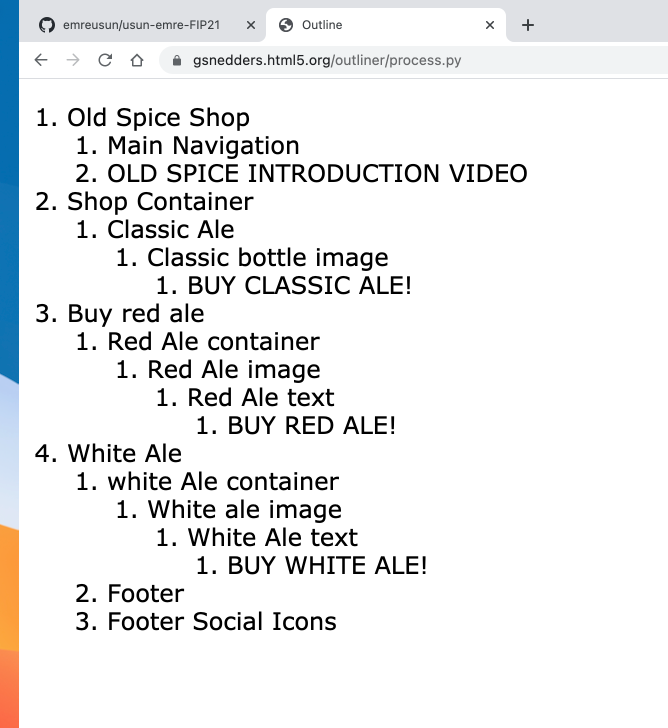 emreusun/usun-emre-FIP21
Outline
gsnedders.html5.org/outliner/process.py
1. Old Spice Shop
1. Main Navigation
2. OLD SPICE INTRODUCTION VIDEO
2. Shop Container
1. Classic Ale
1. Classic bottle image
1. BUY CLASSIC ALE!
3. Buy red ale
1. Red Ale container
1. Red Ale image
1. Red Ale text
1. BUY RED ALE!
4. White Ale
1. white Ale container
1. White ale image
1. White Ale text
1. BUY WHITE ALE!
2. Footer
3. Footer Social Icons